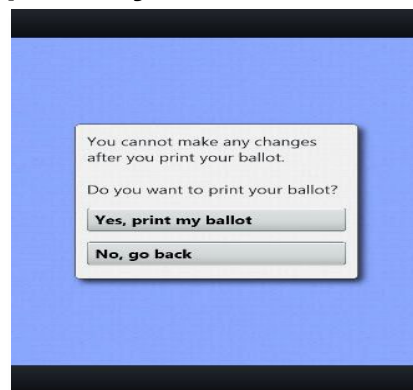 You cannot make any changes
after you print your ballot.
Do you want to print your ballot?
Yes, print my ballot
No, go back